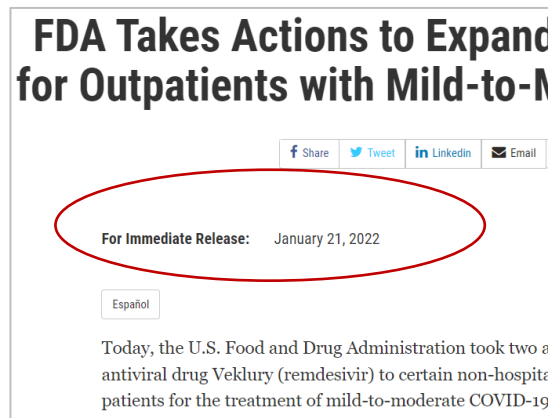 FDA Takes Actions to Expand
for Outpatients with Mild-to-
Share Tweet Linkedin Email
For Immediate Release: January 21, 2022
Español
Today, the U.S. Food and Drug Administration took two
antiviral drug Veklury (remdesivir) to certain
patients for the treatment of mild-to-moderate COVID-19